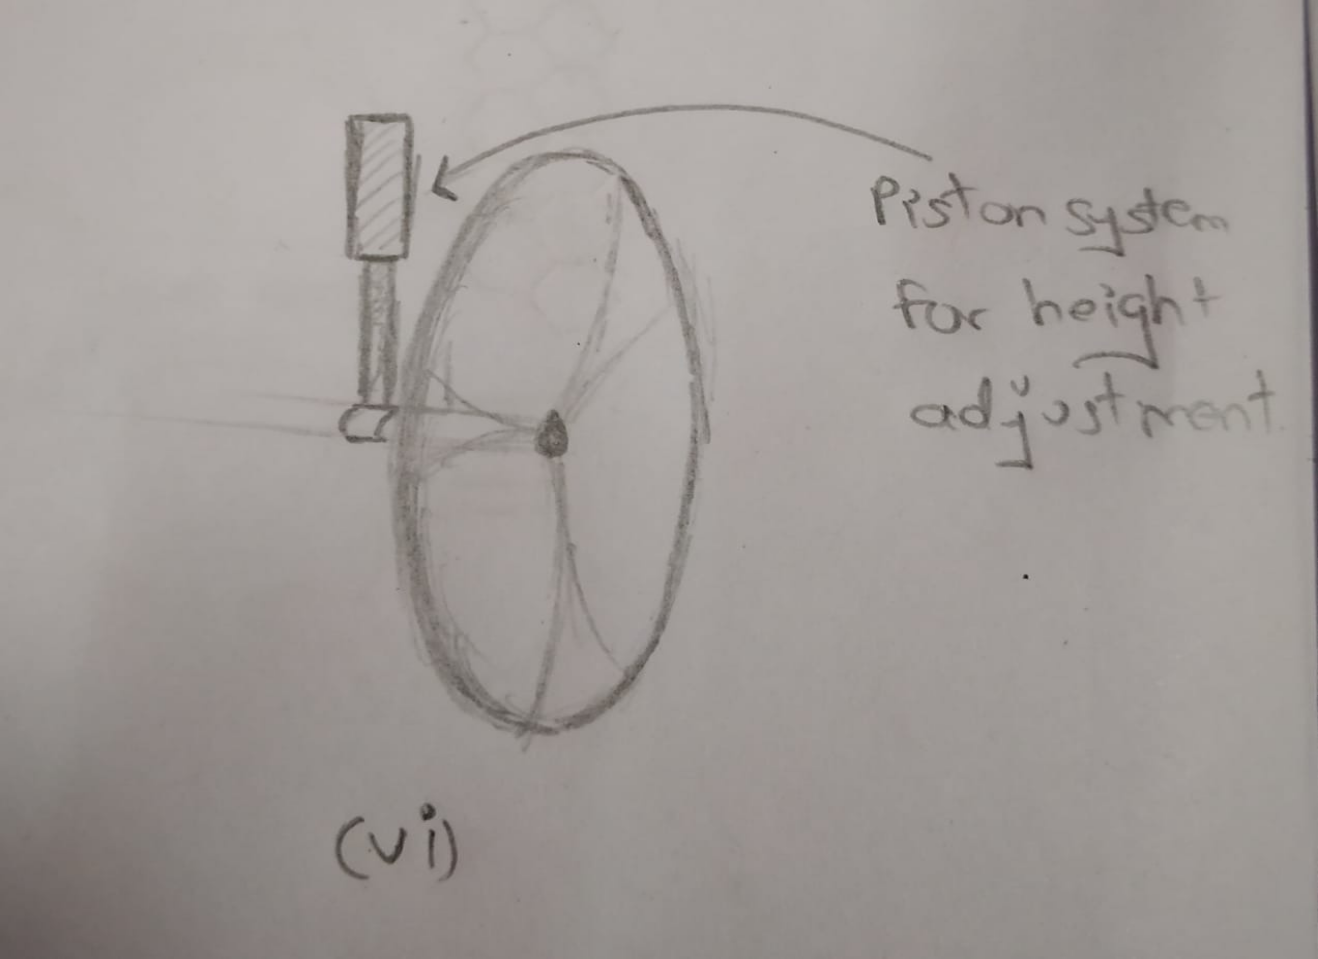 Piston system
for height
adjustment.
(vi)